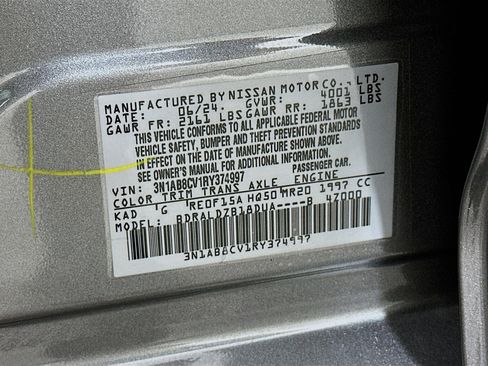 MANUFACTURED BY NISSAN MOTOR CO., LTD.
DATE: 06/24. GVWR: 4001 LBS
GAWR FR: 2161 LBS GAWR RR: 1863 LBS
THIS VEHICLE CONFORMS TO ALL APPLICABLE FEDERAL MOTOR
VEHICLE SAFETY, BUMPER AND THEFT PREVENTION STANDARDS
IN EFFECT ON THE DATE OF MANUFACTURE SHOWN ABOVE.
SEE OWNER'S MANUAL FOR ADDITIONAL INFORMATION.
VIN: 3N1AB8CV1RY374997 PASSENGER CAR.
COLOR TRIM TRANS AXLE ENGINE
KAD 'G 'RE0F15A HQ50 MR20 1997 CC
MODEL: BDRALDZB18DUA----B 47000
3N1AB8CV1RY374997